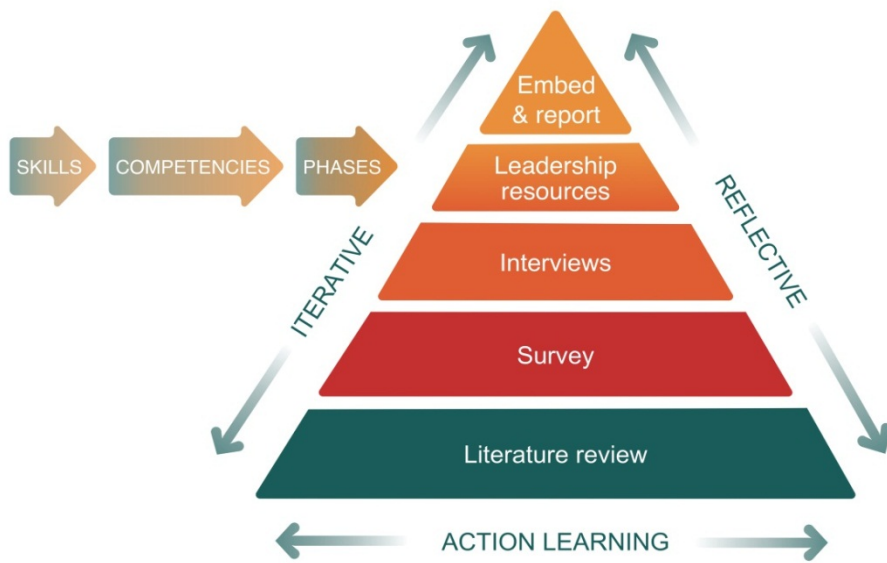 Embed
& report
SKILLS
COMPETENCIES
PHASES
Leadership
resources
ITERATIVE
REFLECTIVE
Interviews
Survey
Literature review
ACTION LEARNING